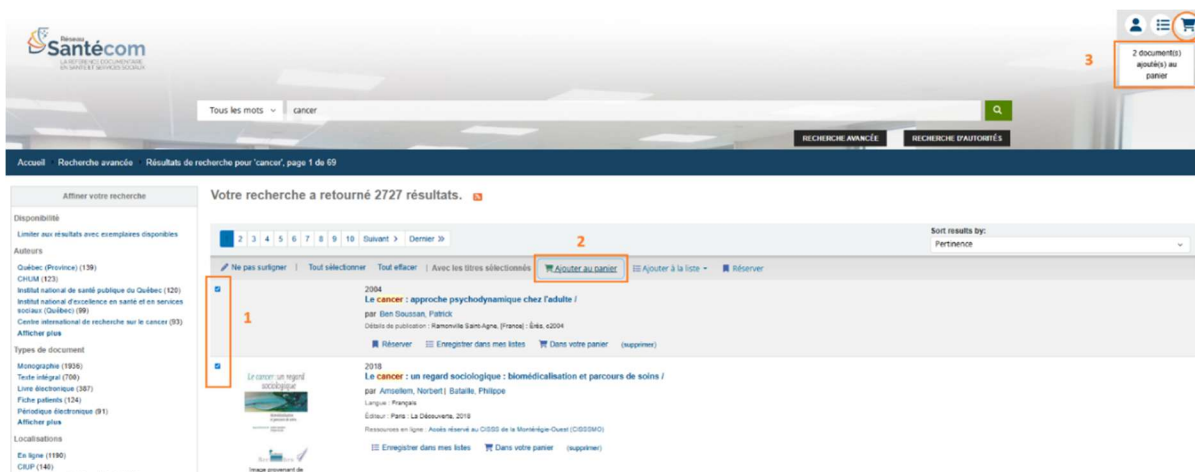 Réseau
Santécom
LA RÉFÉRENCE DOCUMENTAIRE
EN SANTÉ ET SERVICES SOCIAUX
3
2 document(s)
ajouté(s) au
panier
Tous les mots
cancer
RECHERCHE AVANCÉE
RECHERCHE D'AUTORITÉS
Accueil Recherche avancée Résultats de recherche pour 'cancer', page 1 de 69
Affiner votre recherche
Disponibilité
Limiter aux résultats avec exemplaires disponibles
Auteurs
Québec (Province) (139)
CHUM (123)
Institut national de santé publique du Québec (120)
Institut national d'excellence en santé et en services
sociaux (Québec) (99)
Centre international de recherche sur le cancer (93)
Afficher plus
Types de document
Monographie (1936)
Texte intégral (700)
Livre électronique (387)
Fiche patients (124)
Périodique électronique (91)
Afficher plus
Localisations
En ligne (1190)
CIUP (148)
Votre recherche a retourné 2727 résultats.
1 2 3 4 5 6 7 8 9 10 Suivant > Dernier >>
2
Sort results by:
Pertinence
Ne pas surligner | Tout sélectionner Tout effacer | Avec les titres sélectionnés Ajouter au panier Ajouter à la liste Réserver
1
2004
Le cancer : approche psychodynamique chez l'adulte /
par Ben Soussan, Patrick
Détails de publication : Ramonville Saint-Agne, [France] : Érès, c2004
Réserver Enregistrer dans mes listes Dans votre panier (supprimer)
2018
Le cancer : un regard sociologique : biomédicalisation et parcours de soins /
par Amsellem, Norbert | Bataille, Philippe
Langue : Français
Éditeur : Paris : La Découverte, 2018
Ressources en ligne : Accès réservé au CISSS de la Montérégie-Ouest (CISSSMO)
Enregistrer dans mes listes Dans votre panier (supprimer)
Le cancer : un regard
sociologique
Image provenant de